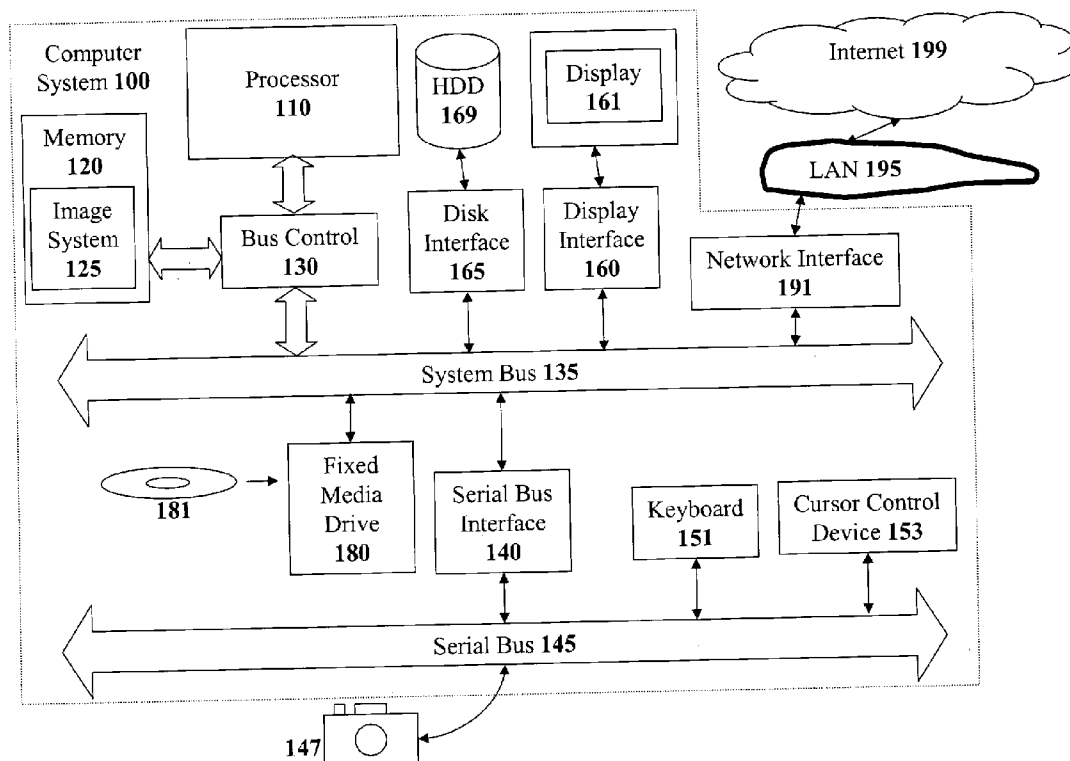 Computer
System 100
Processor
110
HDD
169
Display
161
Internet 199
Memory
120
Image
System
125
Bus Control
130
Disk
Interface
165
Display
Interface
160
LAN 195
Network Interface
191
System Bus 135
181
Fixed
Media
Drive
180
Serial Bus
Interface
140
Keyboard
151
Cursor Control
Device 153
Serial Bus 145
147